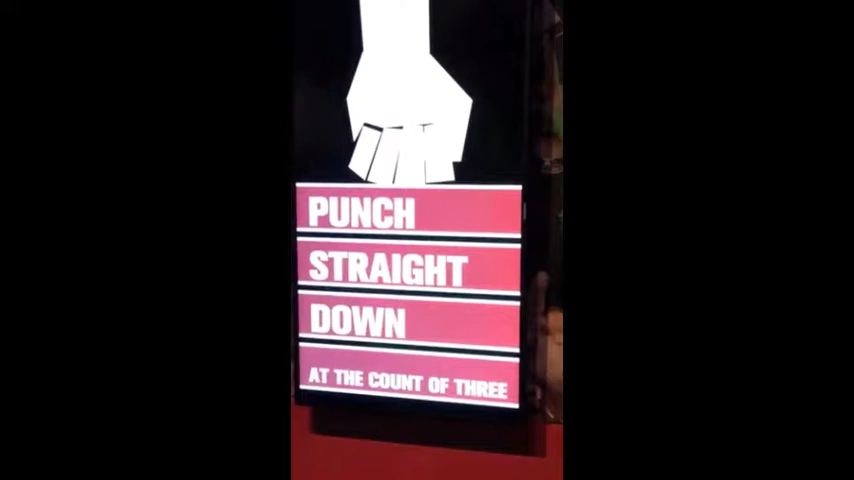 PUNCH
STRAIGHT
DOWN
AT THE COUNT OF THREE